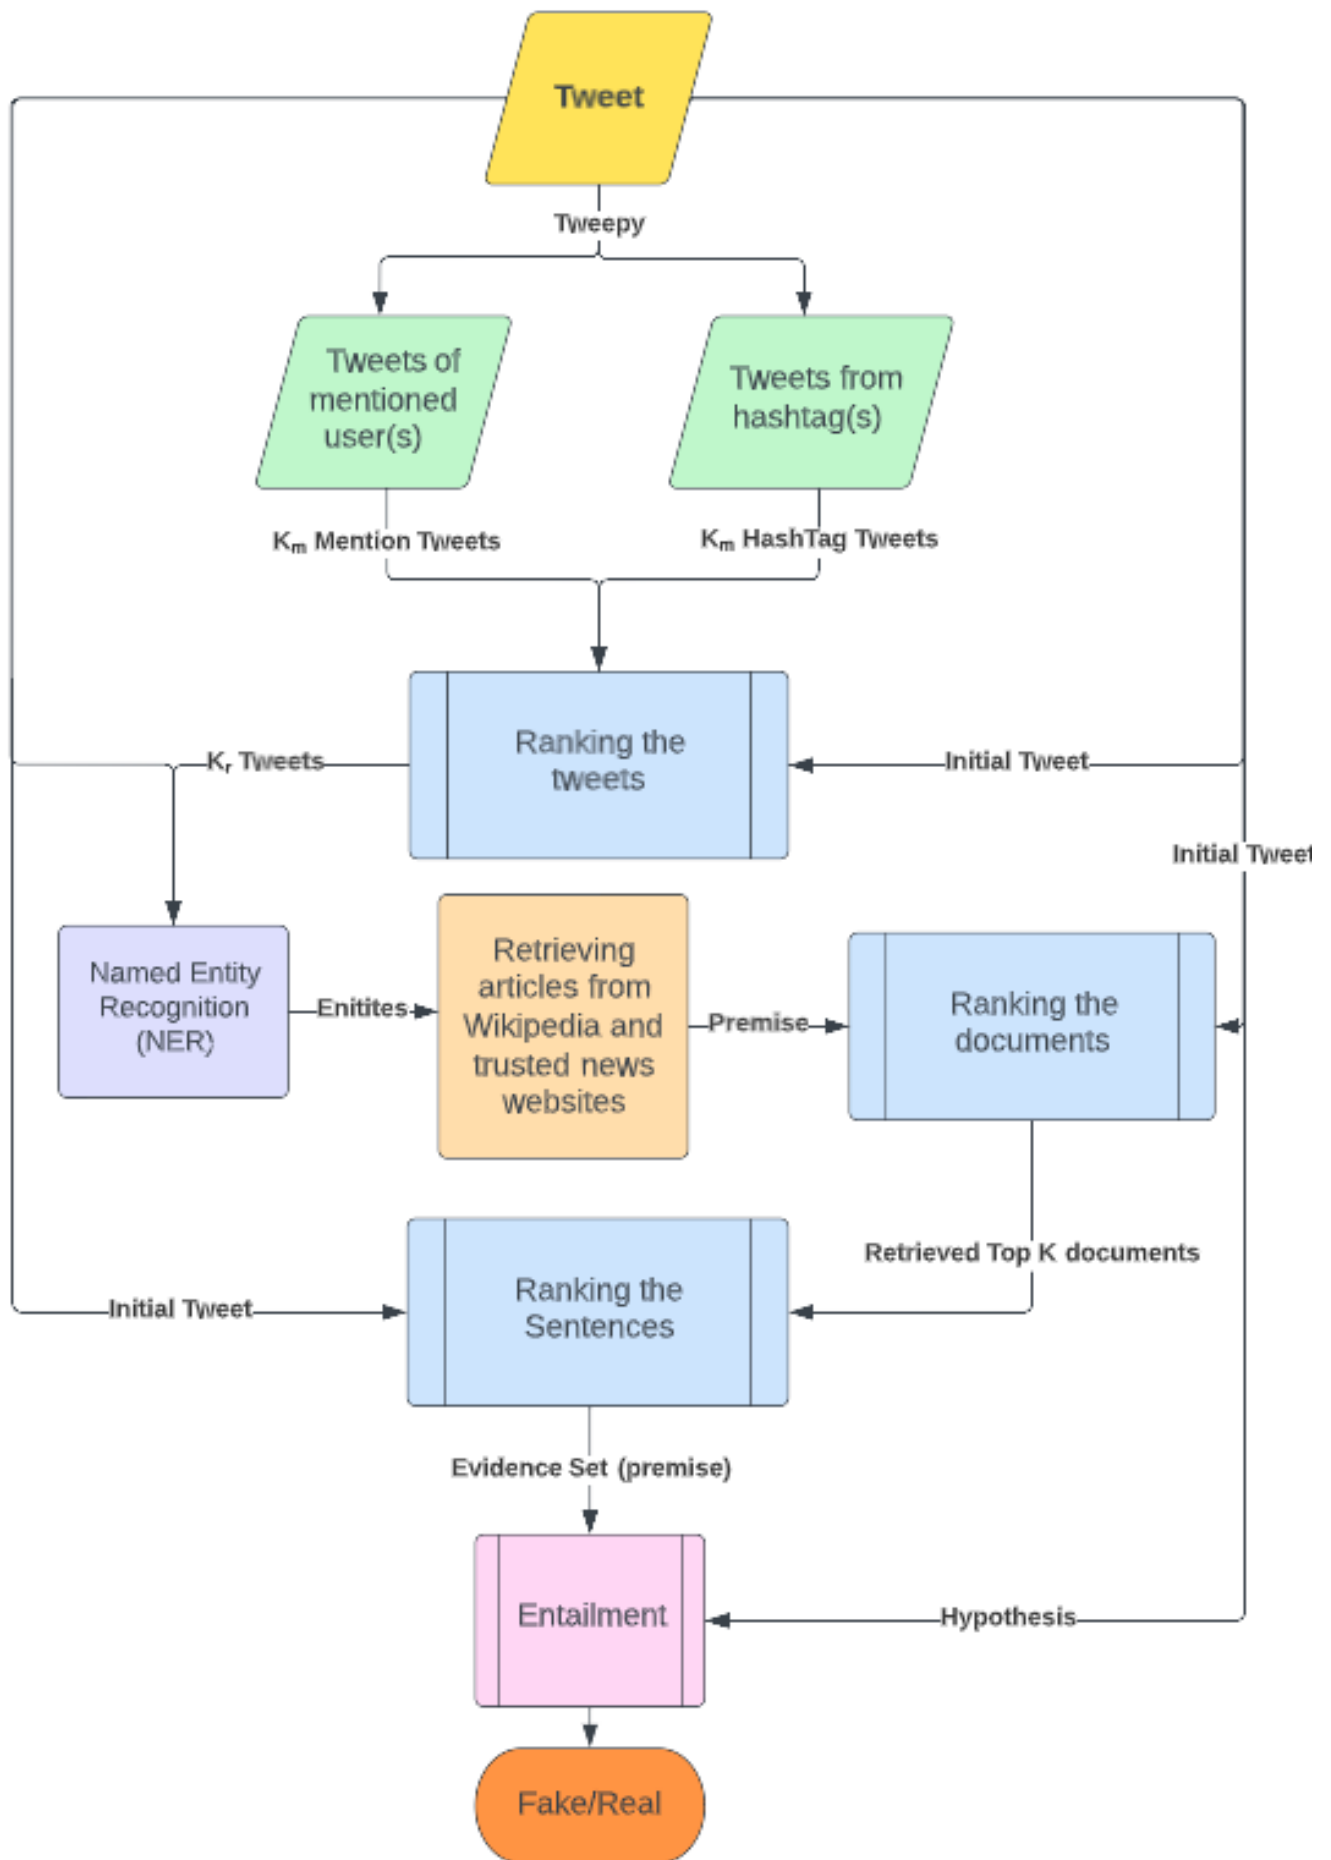 Tweet
Tweepy
Tweets of
mentioned
user(s)
Tweets from
hashtag(s)
Km Mention Tweets
Km HashTag Tweets
Ranking the
tweets
Kr Tweets
Initial Tweet
Initial Tweet
Named Entity
Recognition
(NER)
Enitites
Retrieving
articles from
Wikipedia and
trusted news
websites
Premise
Ranking the
documents
Retrieved Top K documents
Initial Tweet
Ranking the
Sentences
Evidence Set (premise)
Entailment
Hypothesis
Fake/Real